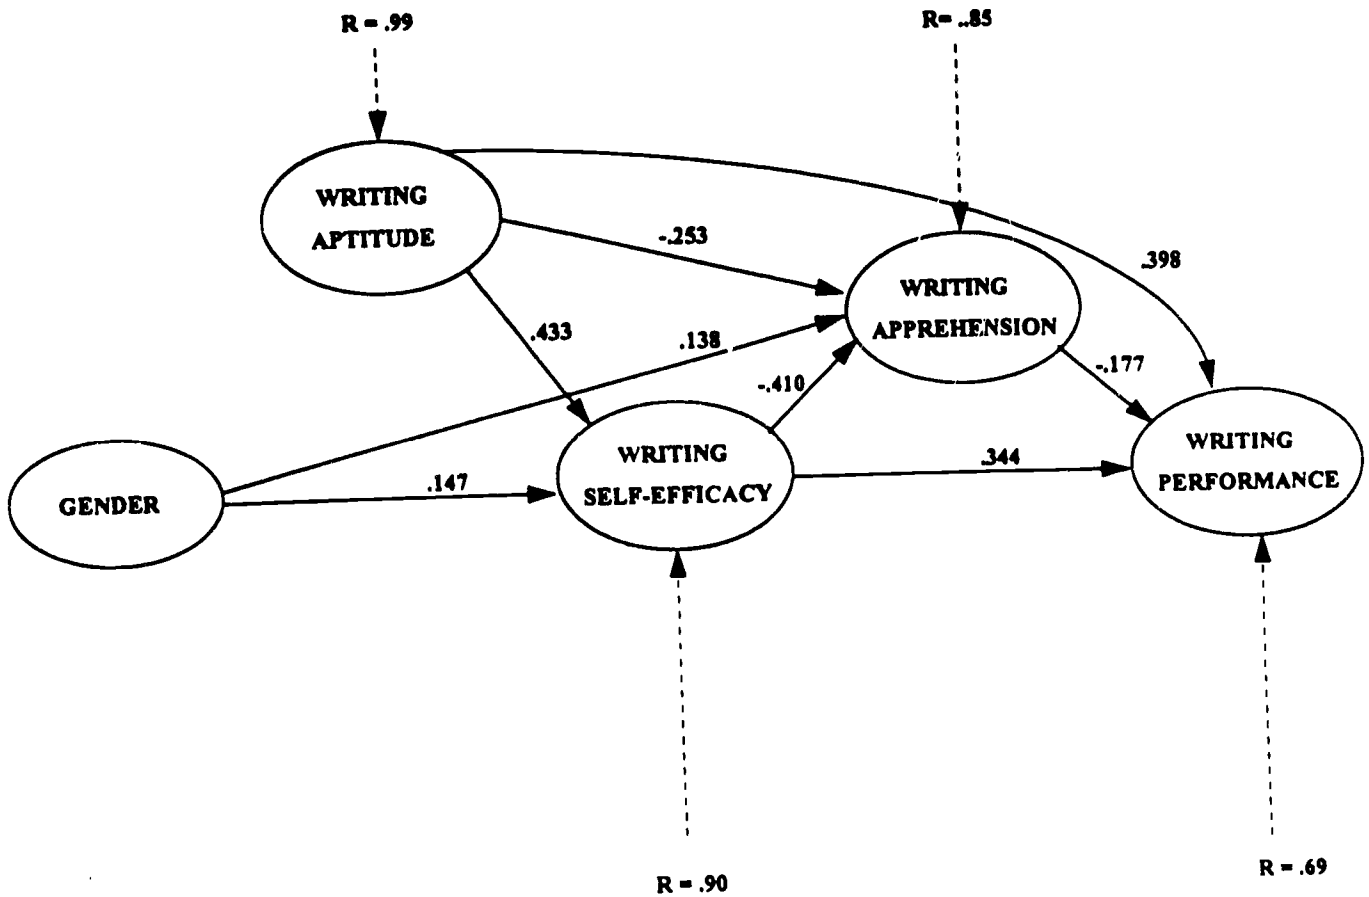 R = .99
R= ..85
WRITING
APTITUDE
-.253
.398
WRITING
APPREHENSION
.433
.138
-.410
-.177
WRITING
SELF-EFFICACY
WRITING
PERFORMANCE
.344
.147
GENDER
R = .90
R = .69